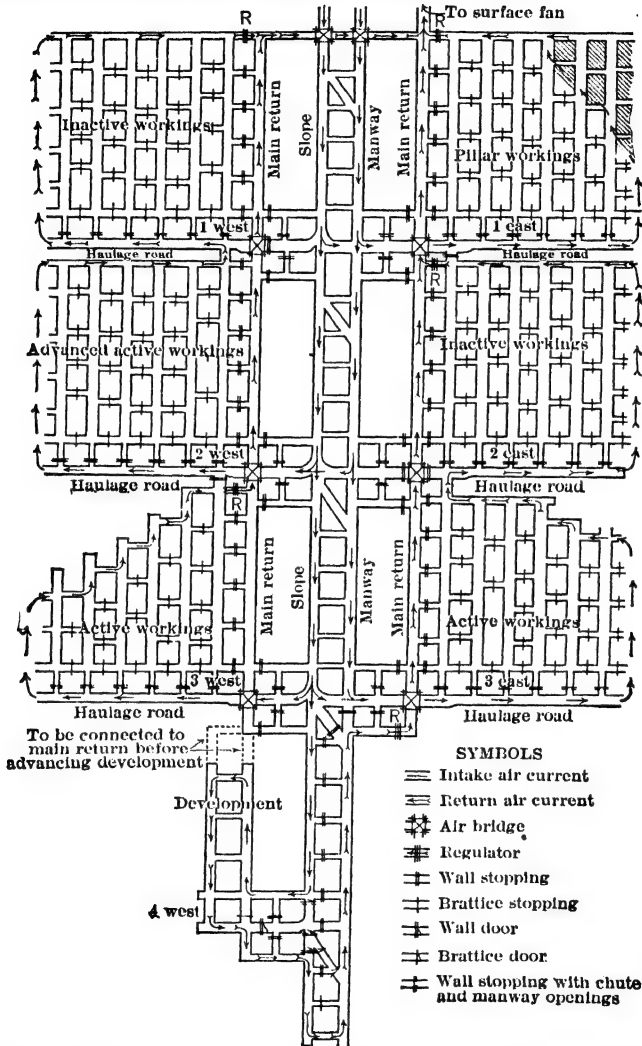 To surface fan
R
R
Main return
Slope
Manway
Main return
Inactive workings
Pillar workings
1 west
1 east
Haulage road
Haulage road
R
Advanced active workings
Inactive workings
2 west
2 east
Haulage road
Haulage road
R
Main return
Slope
Manway
Main return
Active workings
Active workings
3 west
3 east
Haulage road
Haulage road
R
To be connected to
main return before
advancing development
Development
4 west
SYMBOLS
Intake air current
Return air current
Air bridge
Regulator
Wall stopping
Brattice stopping
Wall door
Brattice door
Wall stopping with chute
and manway openings